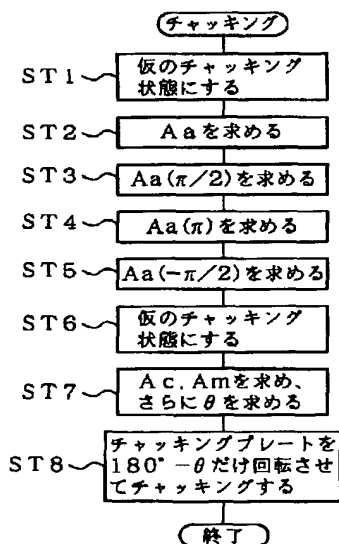 チャッキング
ST1
仮のチャッキング
状態にする
ST2
Aaを求める
ST3
Aa(π/2)を求める
ST4
Aa(π)を求める
ST5
Aa(-π/2)を求める
ST6
仮のチャッキング
状態にする
ST7
Ac,Amを求め、
さらにθを求める
ST8
チャッキングプレートを
180°-θだけ回転させ
てチャッキングする
終了